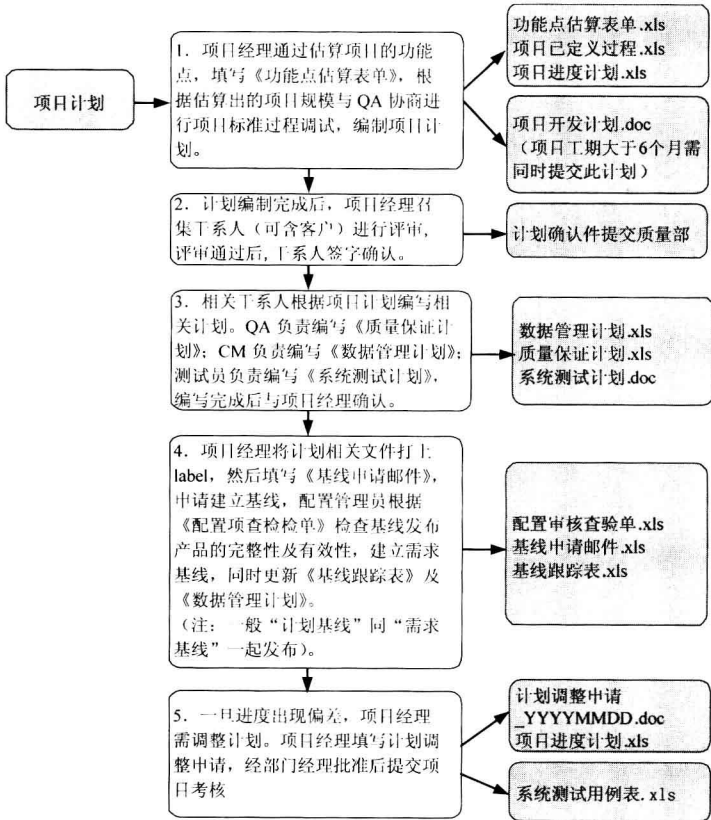 项目计划
1．项目经理通过估算项目的功能
点，填写《功能点估算表单》，根
据估算出的项目规模与 QA 协商进
行项目标准过程调试，编制项目计
划。
功能点估算表单.xls
项目已定义过程.xls
项目进度计划.xls
项目开发计划.doc
（项目工期大于6个月需
同时提交此计划）
2．计划编制完成后，项目经理召
集干系人（可含客户）进行评审，
评审通过后，干系人签字确认。
计划确认件提交质量部
3．相关干系人根据项目计划编写相
关计划。QA 负责编写《质量保证计
划》；CM 负责编写《数据管理计划》；
测试员负责编写《系统测试计划》，
编写完成后与项目经理确认。
数据管理计划.xls
质量保证计划.xls
系统测试计划.doc
4．项目经理将计划相关文件打上
label，然后填写《基线申请邮件》，
申请建立基线，配置管理员根据
《配置项查检检单》检查基线发布
产品的完整性及有效性，建立需求
基线，同时更新《基线跟踪表》及
《数据管理计划》。
（注：一般“计划基线”同“需求
基线”一起发布）。
配置审核查验单.xls
基线申请邮件.xls
基线跟踪表.xls
5．一旦进度出现偏差，项目经理
需调整计划。项目经理填写计划调
整申请，经部门经理批准后提交项
目考核
计划调整申请
_YYYYMMDD.doc
项目进度计划.xls
系统测试用例表.xls